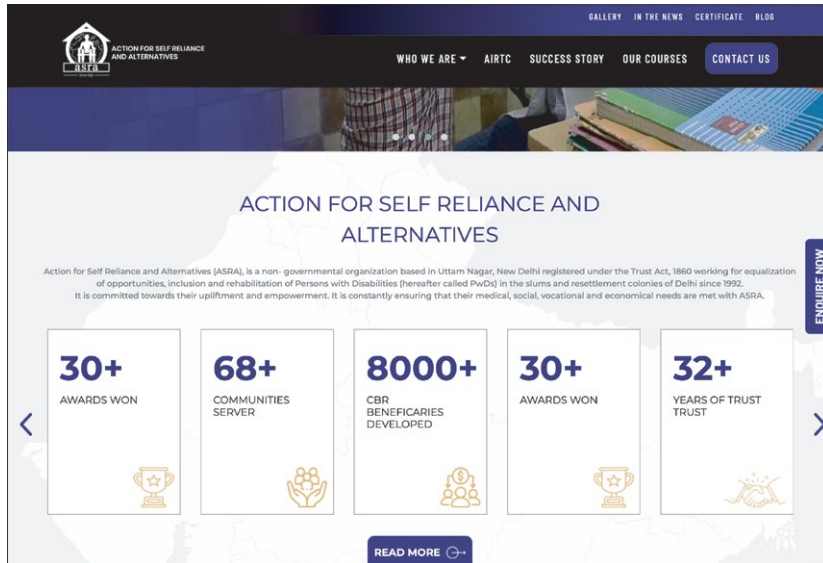 GALLERY IN THE NEWS CERTIFICATE BLOG
ACTION FOR SELF RELIANCE
AND ALTERNATIVES
asra
WHO WE ARE AIRTC SUCCESS STORY OUR COURSES CONTACT US
ACTION FOR SELF RELIANCE AND
ALTERNATIVES
Action for Self Reliance and Alternatives (ASRA), is a non- governmental organization based in Uttam Nagar, New Delhi registered under the Trust Act, 1860 working for equalization
of opportunities, inclusion and rehabilitation of Persons with Disabilities (hereafter called PwDs) in the slums and resettlement colonies of Delhi since 1992.
It is committed towards their upliftment and empowerment. It is constantly ensuring that their medical, social, vocational and economical needs are met with ASRA.
ENQUIRE NOW
30+
AWARDS WON
68+
COMMUNITIES
SERVER
8000+
CBR
BENEFICARIES
DEVELOPED
30+
AWARDS WON
32+
YEARS OF TRUST
TRUST
READ MORE